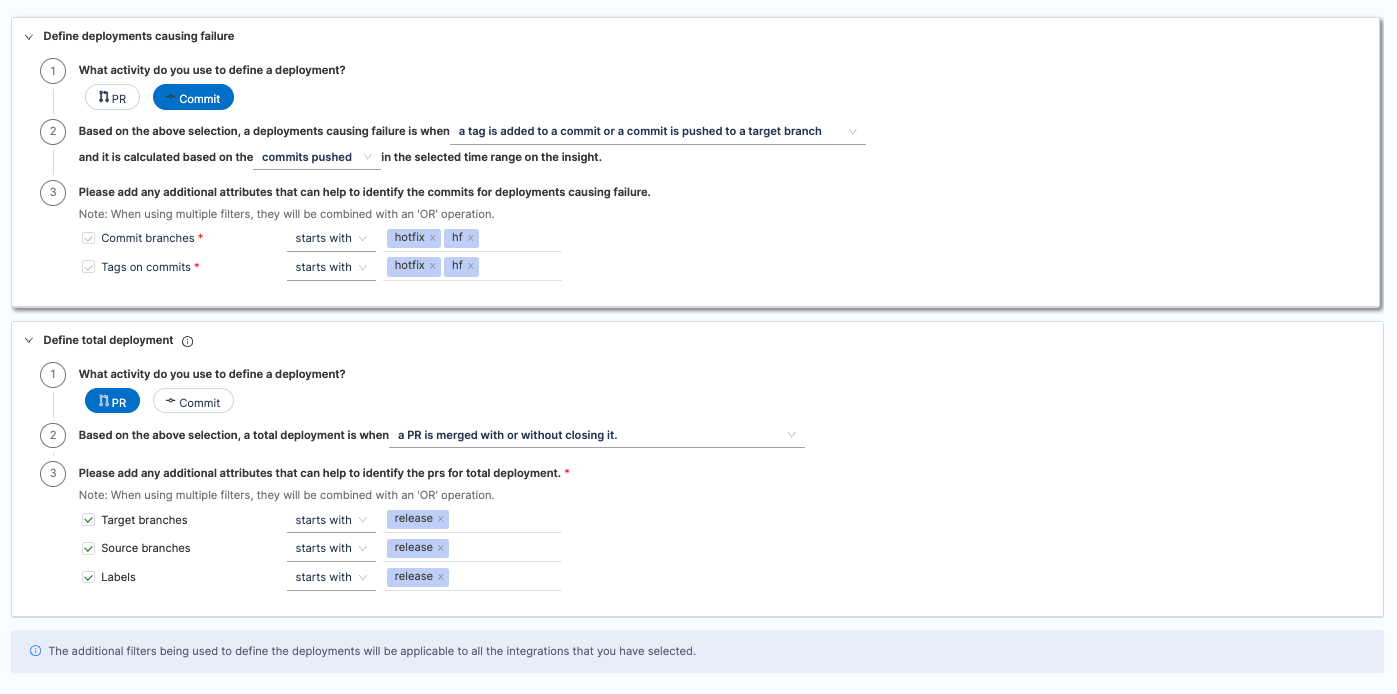 Define deployments causing failure
1 What activity do you use to define a deployment?
PR Commit
2 Based on the above selection, a deployments causing failure is when a tag is added to a commit or a commit is pushed to a target branch
and it is calculated based on the commits pushed in the selected time range on the insight.
3 Please add any additional attributes that can help to identify the commits for deployments causing failure.
Note: When using multiple filters, they will be combined with an 'OR' operation.
Commit branches * starts with hotfix x hf x
Tags on commits * starts with hotfix x hf x
Define total deployment
1 What activity do you use to define a deployment?
PR Commit
2 Based on the above selection, a total deployment is when a PR is merged with or without closing it.
3 Please add any additional attributes that can help to identify the prs for total deployment. *
Note: When using multiple filters, they will be combined with an 'OR' operation.
Target branches starts with release x
Source branches starts with release x
Labels starts with release x
The additional filters being used to define the deployments will be applicable to all the integrations that you have selected.